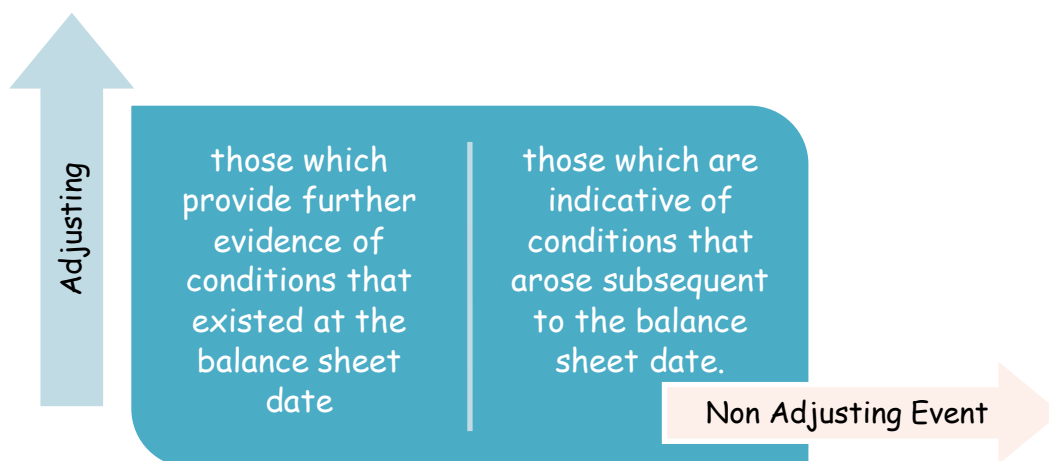 Adjusting
those which
provide further
evidence of
conditions that
existed at the
balance sheet
date
those which are
indicative of
conditions that
arose subsequent
to the balance
sheet date.
Non Adjusting Event